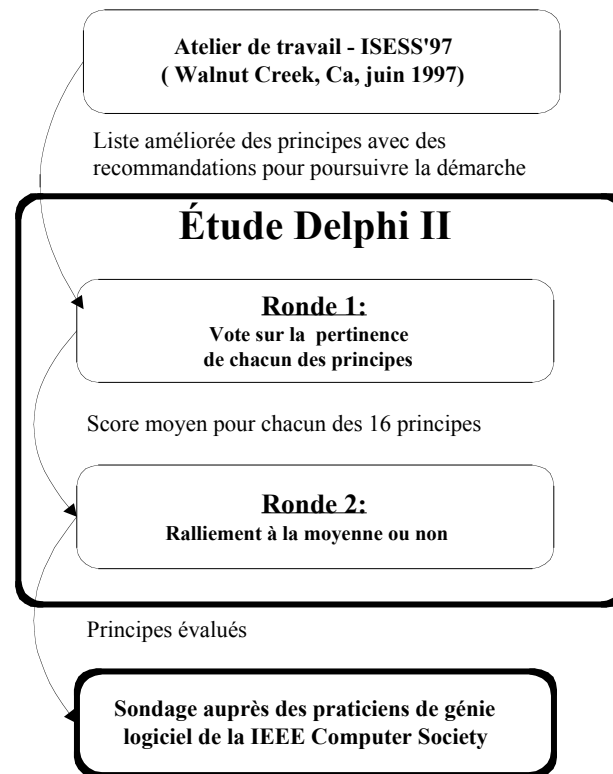 Atelier de travail - ISESS'97
( Walnut Creek, Ca, juin 1997)
Liste améliorée des principes avec des
recommandations pour poursuivre la démarche
Étude Delphi II
Ronde 1:
Vote sur la pertinence
de chacun des principes
Score moyen pour chacun des 16 principes
Ronde 2:
Ralliement à la moyenne ou non
Principes évalués
Sondage auprès des praticiens de génie
logiciel de la IEEE Computer Society